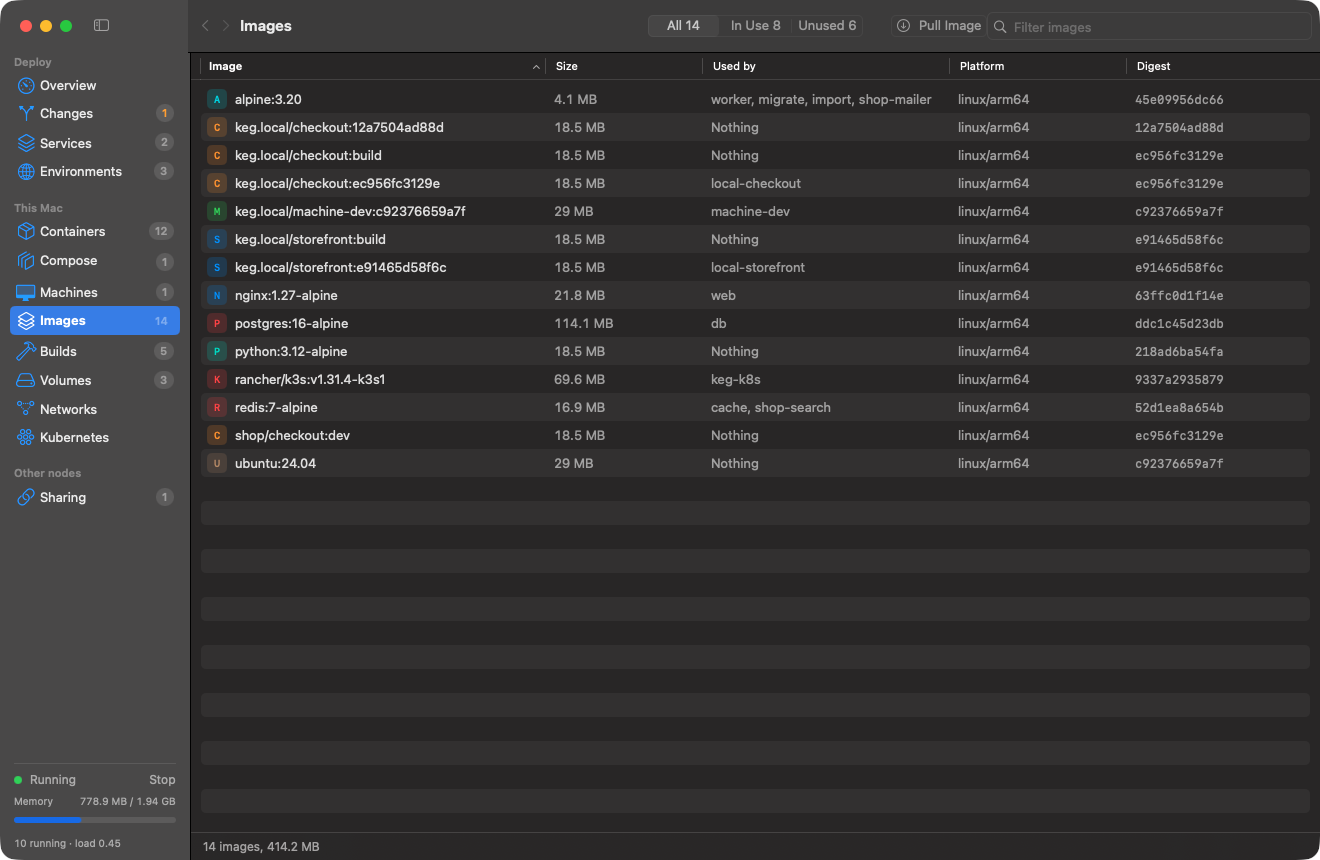 Images
All 14
In Use 8
Unused 6
Pull Image
Filter images
Deploy
Overview
Changes 1
Services 2
Environments 3
This Mac
Containers 12
Compose 1
Machines 1
Images 14
Builds 5
Volumes 3
Networks
Kubernetes
Other nodes
Sharing 1
Running Stop
Memory 778.9 MB / 1.94 GB
10 running · load 0.45
Image Size Used by Platform Digest
A alpine:3.20 4.1 MB worker, migrate, import, shop-mailer linux/arm64 45e09956dc66
C keg.local/checkout:12a7504ad88d 18.5 MB Nothing linux/arm64 12a7504ad88d
C keg.local/checkout:build 18.5 MB Nothing linux/arm64 ec956fc3129e
C keg.local/checkout:ec956fc3129e 18.5 MB local-checkout linux/arm64 ec956fc3129e
M keg.local/machine-dev:c92376659a7f 29 MB machine-dev linux/arm64 c92376659a7f
S keg.local/storefront:build 18.5 MB Nothing linux/arm64 e91465d58f6c
S keg.local/storefront:e91465d58f6c 18.5 MB local-storefront linux/arm64 e91465d58f6c
N nginx:1.27-alpine 21.8 MB web linux/arm64 63ffc0d1f14e
P postgres:16-alpine 114.1 MB db linux/arm64 ddc1c45d23db
P python:3.12-alpine 18.5 MB Nothing linux/arm64 218ad6ba54fa
K rancher/k3s:v1.31.4-k3s1 69.6 MB keg-k8s linux/arm64 9337a2935879
R redis:7-alpine 16.9 MB cache, shop-search linux/arm64 52d1ea8a654b
C shop/checkout:dev 18.5 MB Nothing linux/arm64 ec956fc3129e
U ubuntu:24.04 29 MB Nothing linux/arm64 c92376659a7f
14 images, 414.2 MB